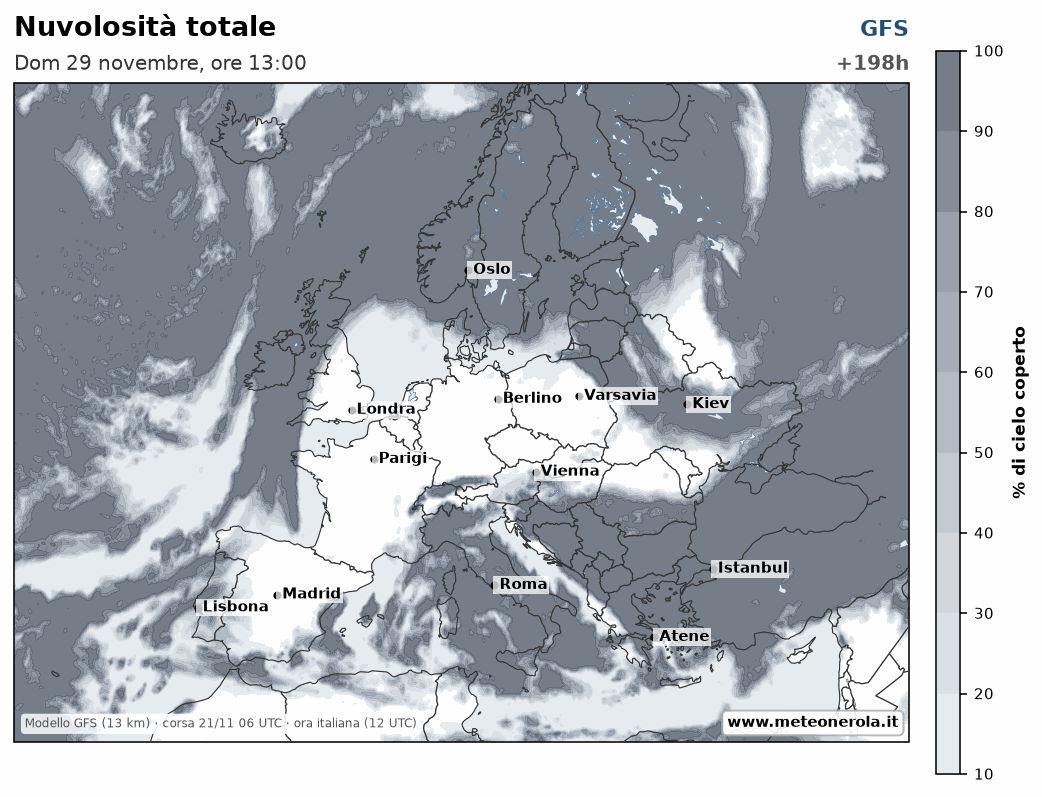 Nuvolosità totale
GFS
Dom 29 novembre, ore 13:00
+198h
100
90
80
70
60
50
40
30
20
10
% di cielo coperto
Oslo
Londra
Berlino
Varsavia
Kiev
Parigi
Vienna
Istanbul
Roma
Madrid
Lisbona
Atene
Modello GFS (13 km) · corsa 21/11 06 UTC · ora italiana (12 UTC)
www.meteonerola.it